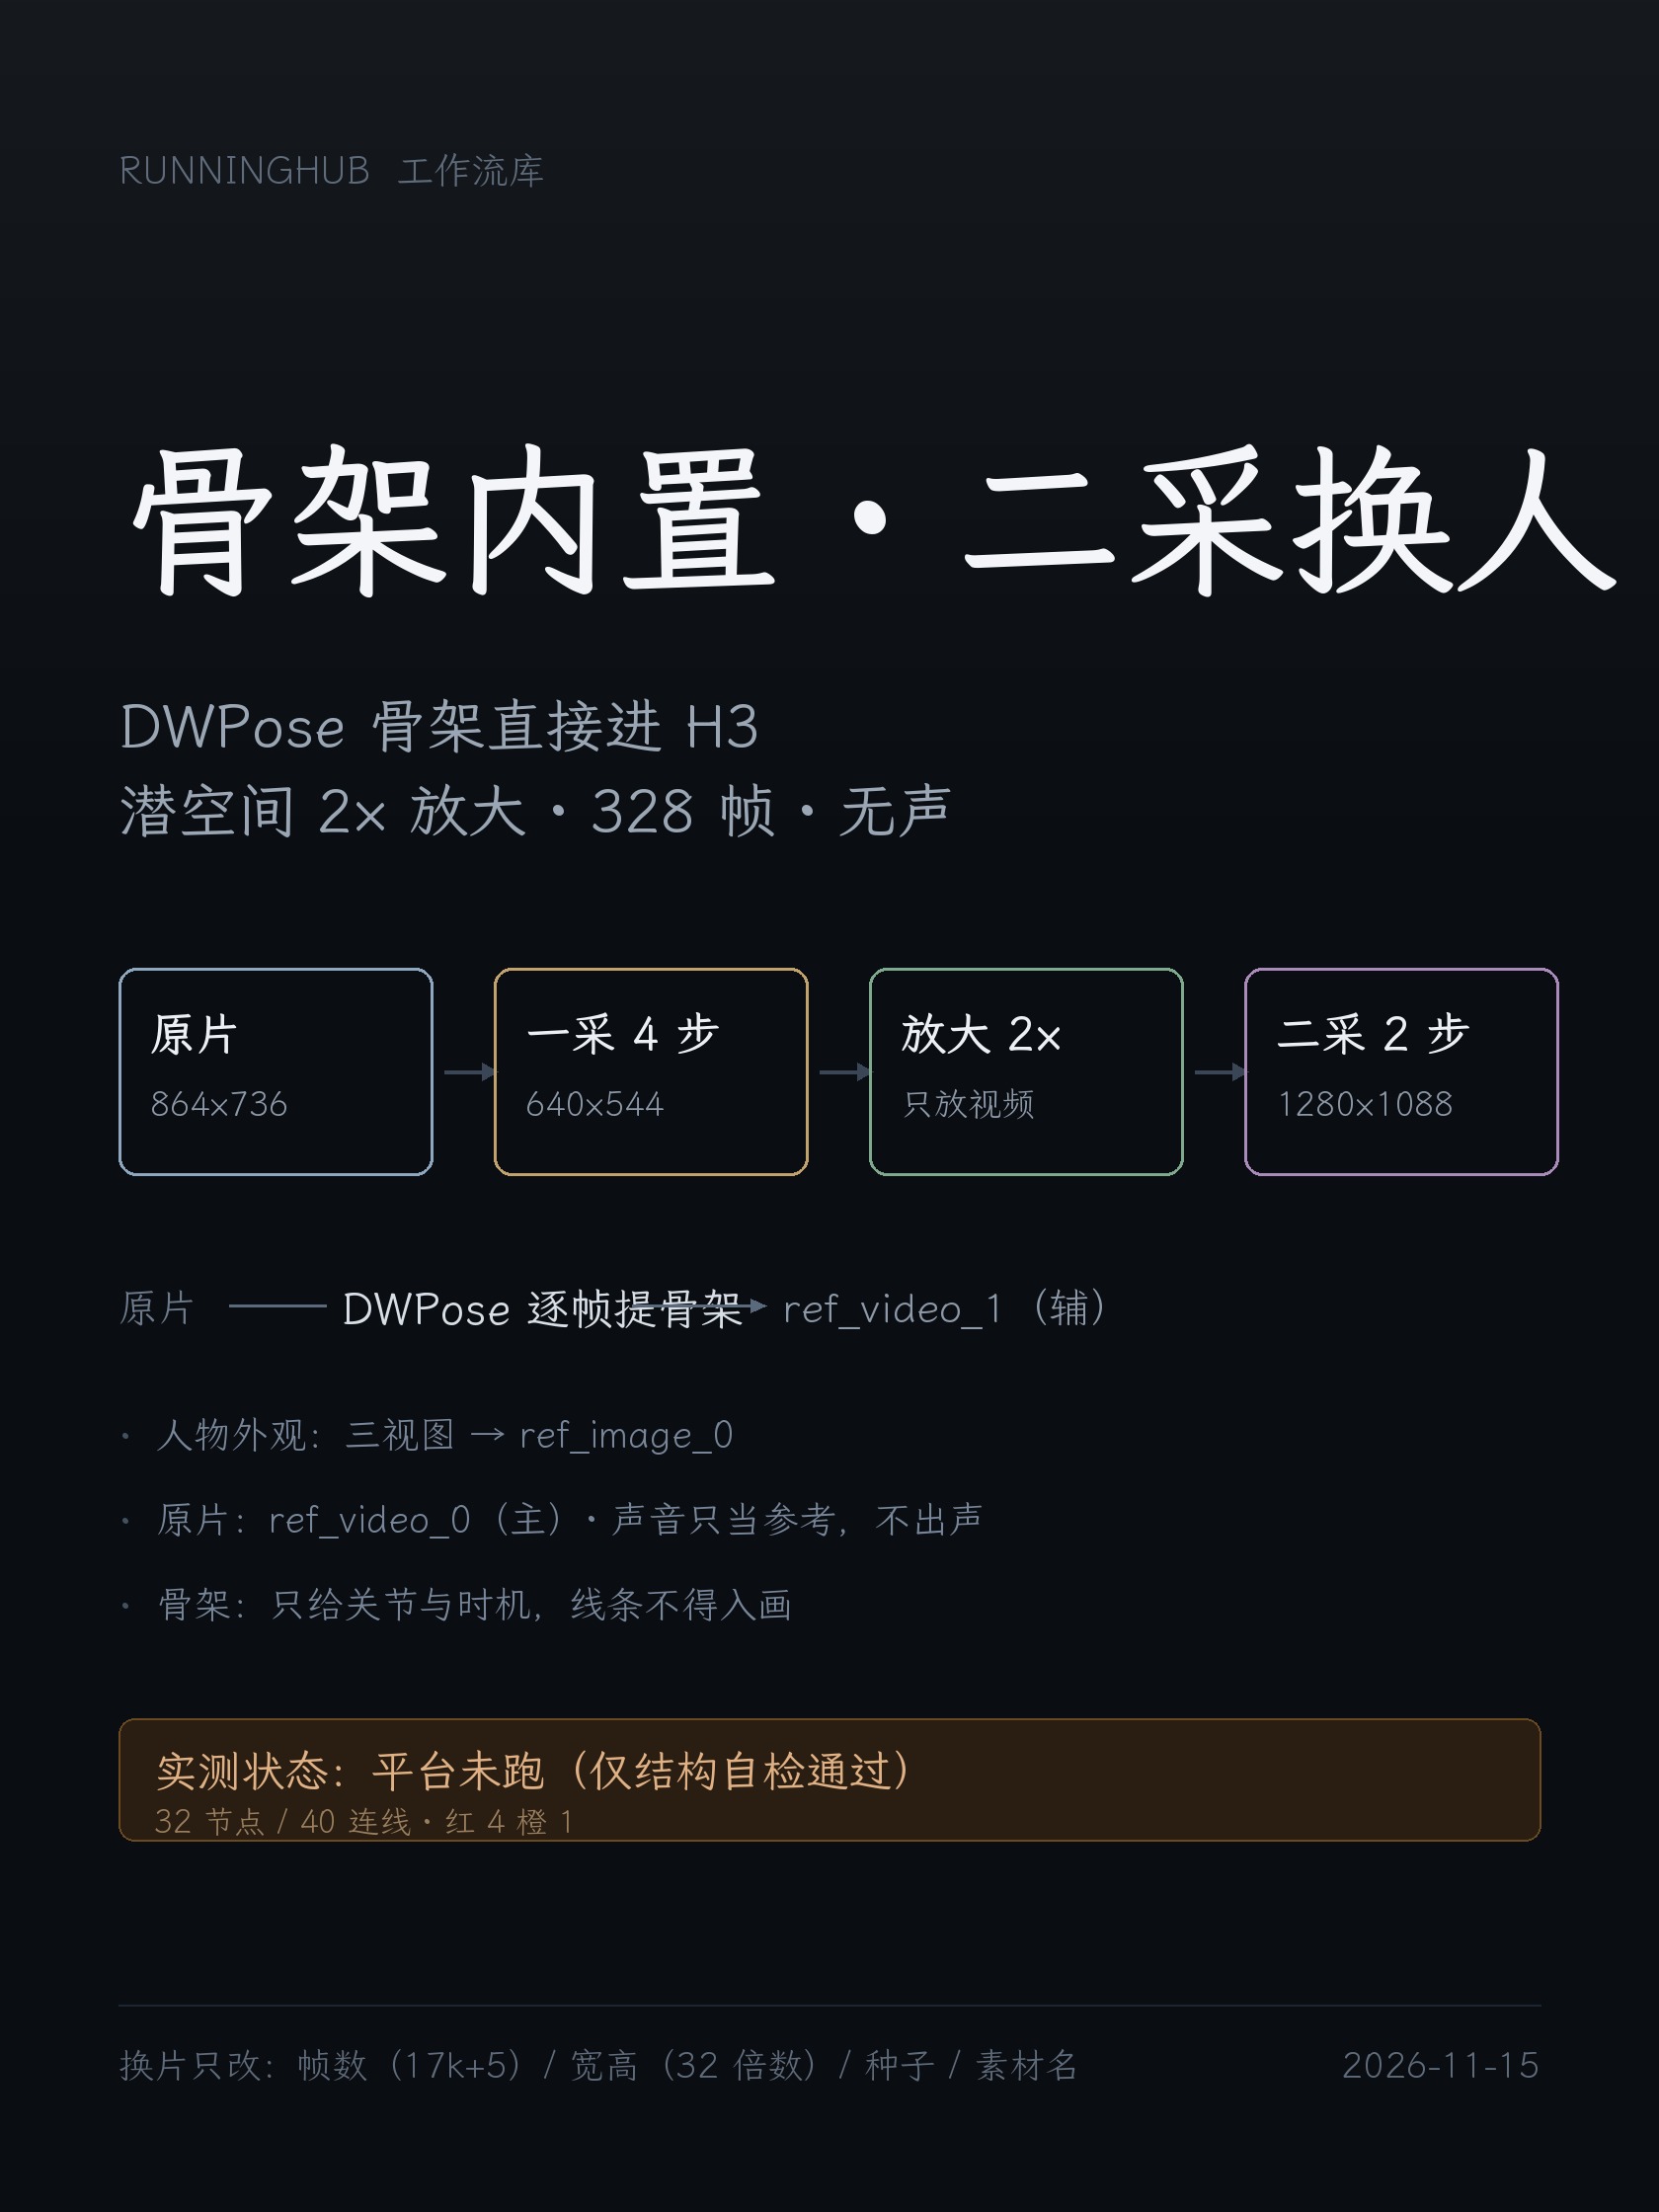 RUNNINGHUB 工作流库
骨架内置·二采换人
DWPose 骨架直接进 H3
潜空间 2x 放大·328 帧·无声
原片
864x736
一采 4 步
640x544
放大 2x
只放视频
二采 2 步
1280x1088
原片 DWPose 逐帧提骨架 ref_video_1（辅）
· 人物外观：三视图 → ref_image_0
· 原片：ref_video_0（主）·声音只当参考，不出声
· 骨架：只给关节与时机，线条不得入画
实测状态：平台未跑（仅结构自检通过）
32 节点 / 40 连线·红 4 橙 1
换片只改：帧数（17k+5）/ 宽高（32 倍数）/ 种子 / 素材名
2026-11-15